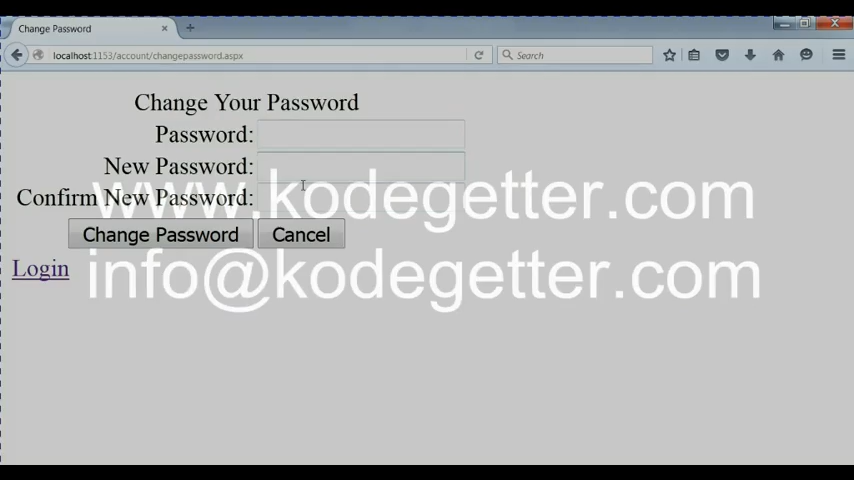 Change Password
localhost:1153/account/changepassword.aspx
Search
Change Your Password
Password:
New Password:
Confirm New Password:
www.kodegetter.com
Change Password Cancel
Login
info@kodegetter.com